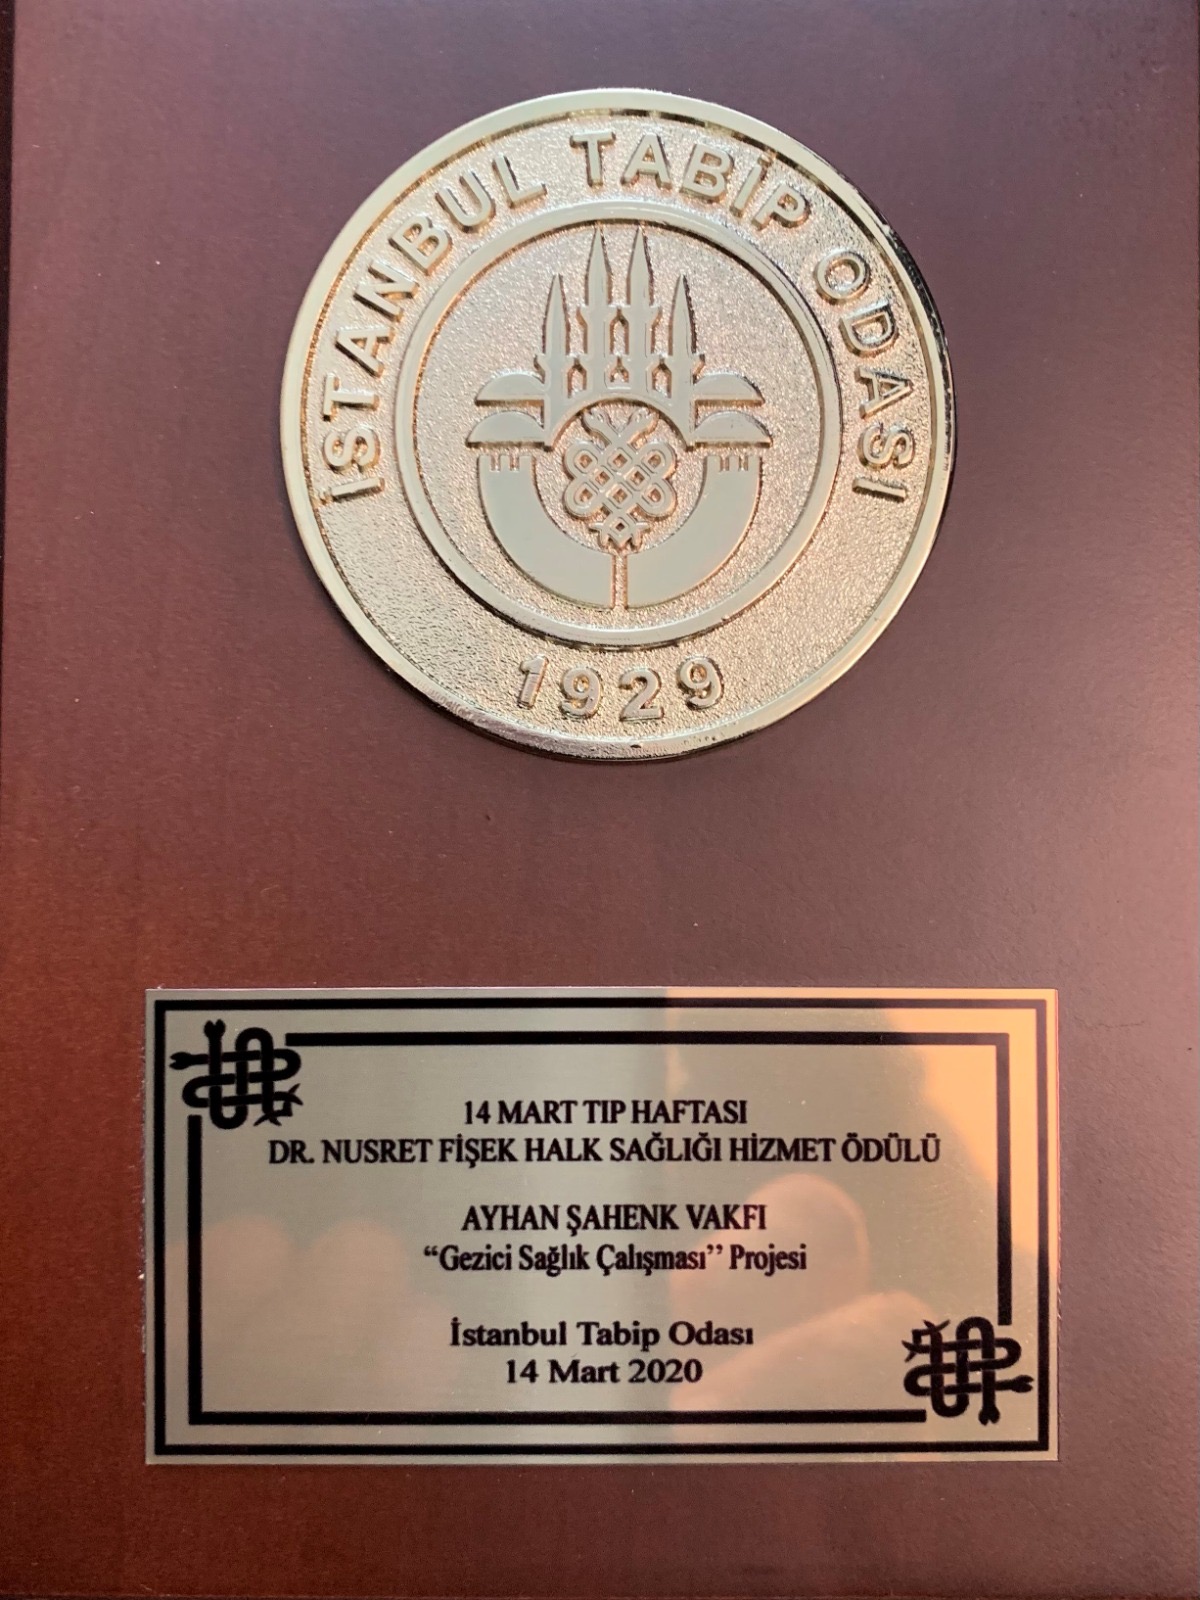 İSTANBUL TABİP ODASI
1929
14 MART TIP HAFTASI
DR. NUSRET FİŞEK HALK SAĞLIĞI HİZMET ÖDÜLÜ
AYHAN ŞAHENK VAKFI
“Gezici Sağlık Çalışması’’ Projesi
İstanbul Tabip Odası
14 Mart 2020